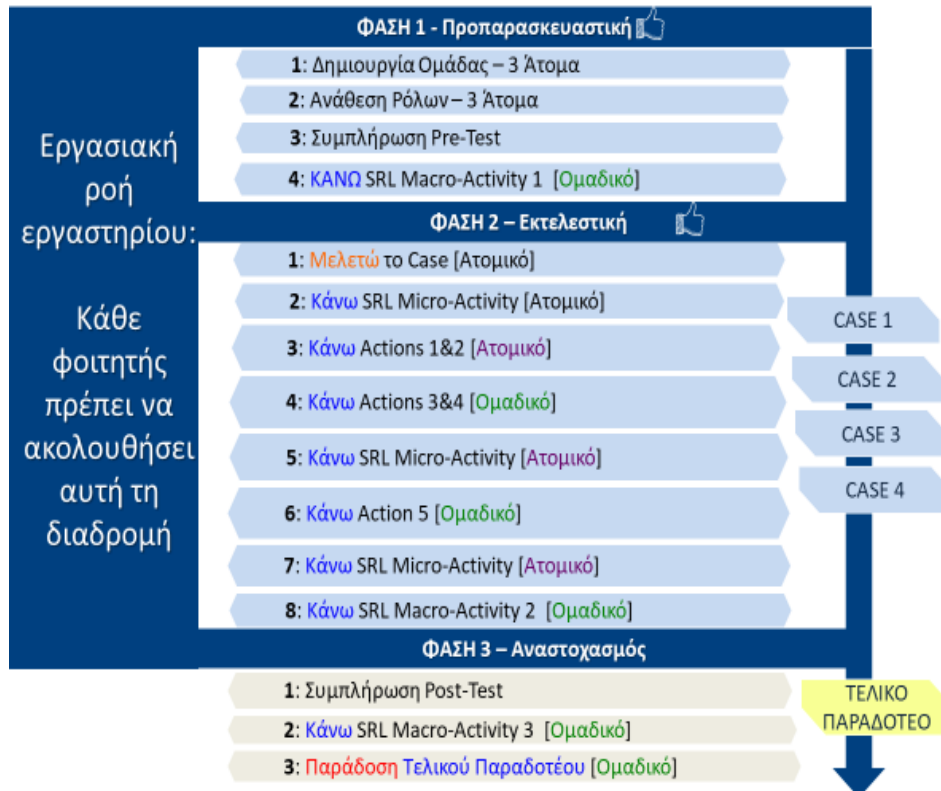 ΦΑΣΗ 1 - Προπαρασκευαστική
1: Δημιουργία Ομάδας – 3 Άτομα
2: Ανάθεση Ρόλων – 3 Άτομα
3: Συμπλήρωση Pre-Test
4: ΚΑΝΩ SRL Macro-Activity 1 [Ομαδικό]
Εργασιακή
ροή
εργαστηρίου:
Κάθε
φοιτητής
πρέπει να
ακολουθήσει
αυτή τη
διαδρομή
ΦΑΣΗ 2 – Εκτελεστική
1: Μελετώ το Case [Ατομικό]
2: Κάνω SRL Micro-Activity [Ατομικό]
3: Κάνω Actions 1&2 [Ατομικό]
4: Κάνω Actions 3&4 [Ομαδικό]
5: Κάνω SRL Micro-Activity [Ατομικό]
6: Κάνω Action 5 [Ομαδικό]
7: Κάνω SRL Micro-Activity [Ατομικό]
8: Κάνω SRL Macro-Activity 2 [Ομαδικό]
CASE 1
CASE 2
CASE 3
CASE 4
ΦΑΣΗ 3 – Αναστοχασμός
1: Συμπλήρωση Post-Test
2: Κάνω SRL Macro-Activity 3 [Ομαδικό]
3: Παράδοση Τελικού Παραδοτέου [Ομαδικό]
ΤΕΛΙΚΟ
ΠΑΡΑΔΟΤΕΟ